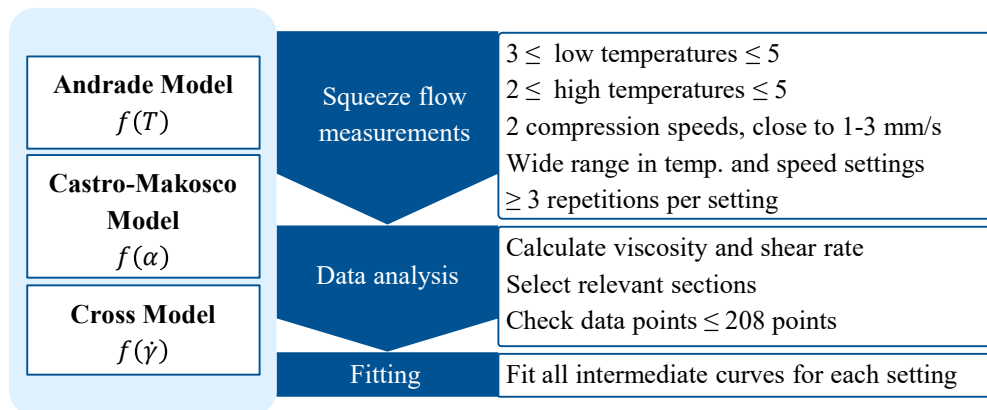 Andrade Model
f(T)
Castro-Makosco
Model
f(α)
Cross Model
f(γ̇)
Squeeze flow
measurements
3 ≤ low temperatures ≤ 5
2 ≤ high temperatures ≤ 5
2 compression speeds, close to 1-3 mm/s
Wide range in temp. and speed settings
≥ 3 repetitions per setting
Data analysis
Calculate viscosity and shear rate
Select relevant sections
Check data points ≤ 208 points
Fitting
Fit all intermediate curves for each setting